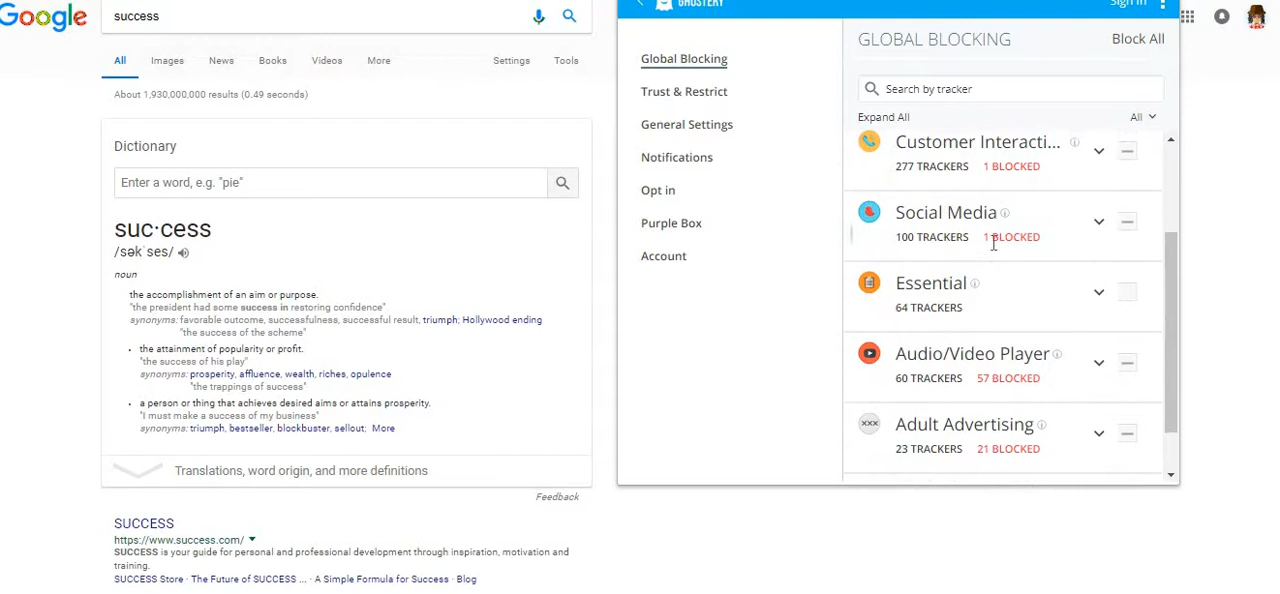 Google
success
All
Images
News
Books
Videos
More
Settings
Tools
About 1,930,000,000 results (0.49 seconds)
Dictionary
Enter a word, e.g. "pie"
suc·cess
/səkˈses/
noun
the accomplishment of an aim or purpose.
"the president had some success in restoring confidence"
synonyms: favorable outcome, successfulness, successful result, triumph; Hollywood ending
"the success of the scheme"
• the attainment of popularity or profit.
"the success of his play"
synonyms: prosperity, affluence, wealth, riches, opulence
"the trappings of success"
• a person or thing that achieves desired aims or attains prosperity.
"I must make a success of my business"
synonyms: triumph, bestseller, blockbuster, sellout; More
Translations, word origin, and more definitions
Feedback
SUCCESS
https://www.success.com/
SUCCESS is your guide for personal and professional development through inspiration, motivation and
training.
SUCCESS Store · The Future of SUCCESS ... · A Simple Formula for Success · Blog
GHOSTERY
Sign In
Global Blocking
Trust & Restrict
General Settings
Notifications
Opt in
Purple Box
Account
GLOBAL BLOCKING
Block All
Search by tracker
Expand All
All
Customer Interacti...
277 TRACKERS 1 BLOCKED
Social Media
100 TRACKERS 1 BLOCKED
Essential
64 TRACKERS
Audio/Video Player
60 TRACKERS 57 BLOCKED
XXX
Adult Advertising
23 TRACKERS 21 BLOCKED